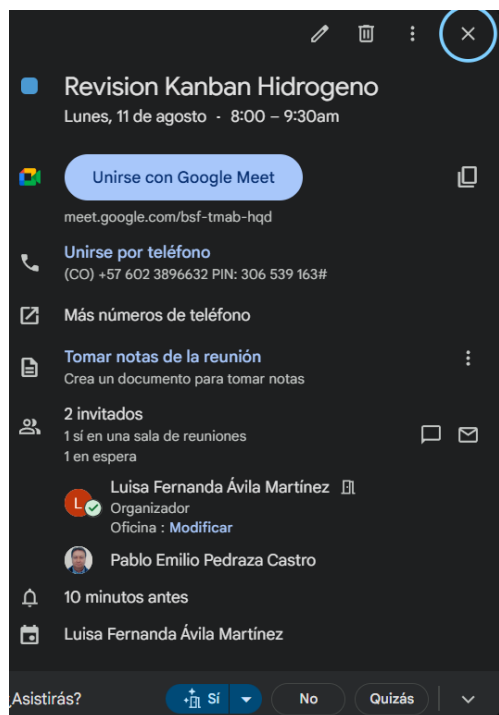 Revision Kanban Hidrogeno
Lunes, 11 de agosto · 8:00 – 9:30am
Unirse con Google Meet
meet.google.com/bsf-tmab-hqd
Unirse por teléfono
(CO) +57 602 3896632 PIN: 306 539 163#
Más números de teléfono
Tomar notas de la reunión
Crea un documento para tomar notas
2 invitados
1 sí en una sala de reuniones
1 en espera
L
Luisa Fernanda Ávila Martínez
Organizador
Oficina : Modificar
Pablo Emilio Pedraza Castro
10 minutos antes
Luisa Fernanda Ávila Martínez
¿Asistirás? Sí No Quizás